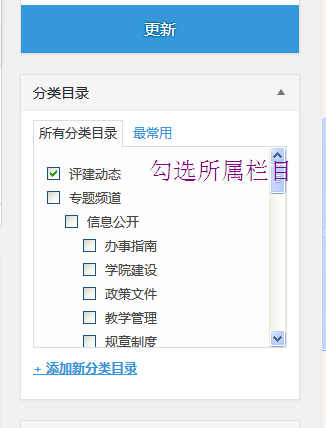 更新
分类目录
所有分类目录 最常用
勾选所属栏目
评建动态
专题频道
信息公开
办事指南
学院建设
政策文件
教学管理
规章制度
+ 添加新分类目录